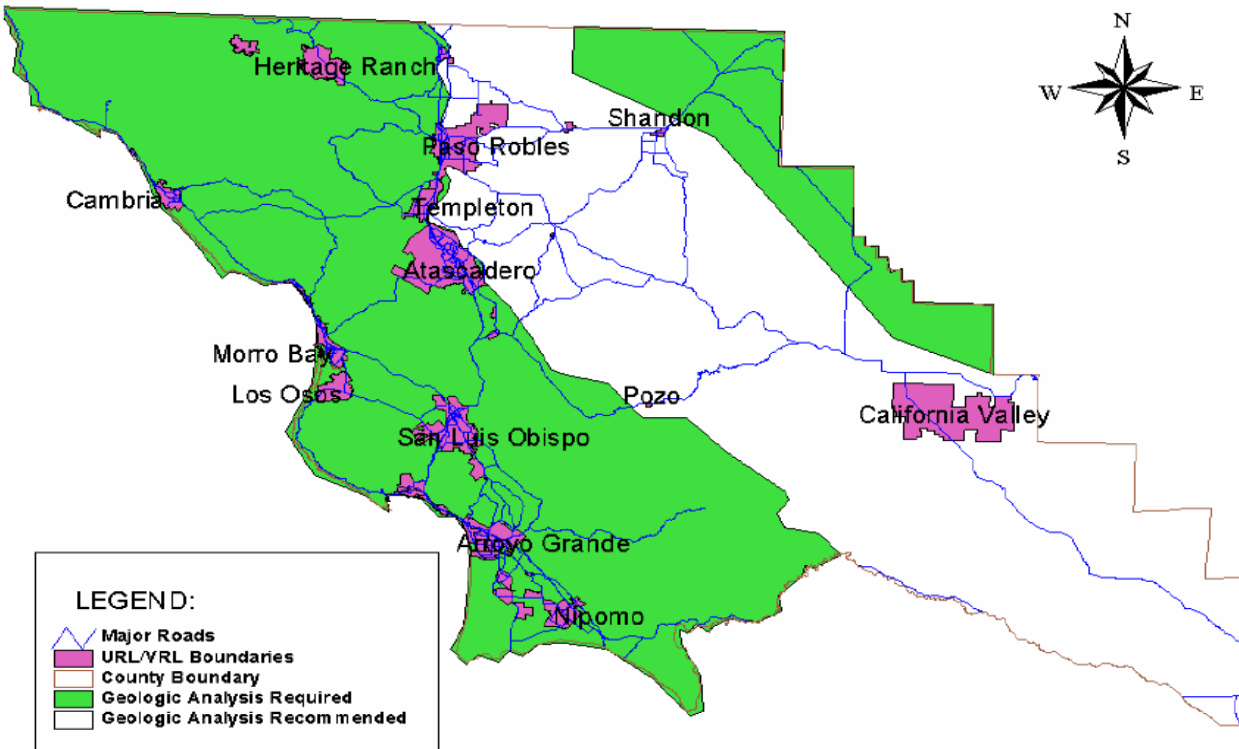 N
Heritage Ranch
W E
Shandon
Paso Robles
S
Cambria
Templeton
Atascadero
Morro Bay
Los Osos
Pozo
California Valley
San Luis Obispo
Arroyo Grande
Nipomo
LEGEND:
Major Roads
URL/VRL Boundaries
County Boundary
Geologic Analysis Required
Geologic Analysis Recommended